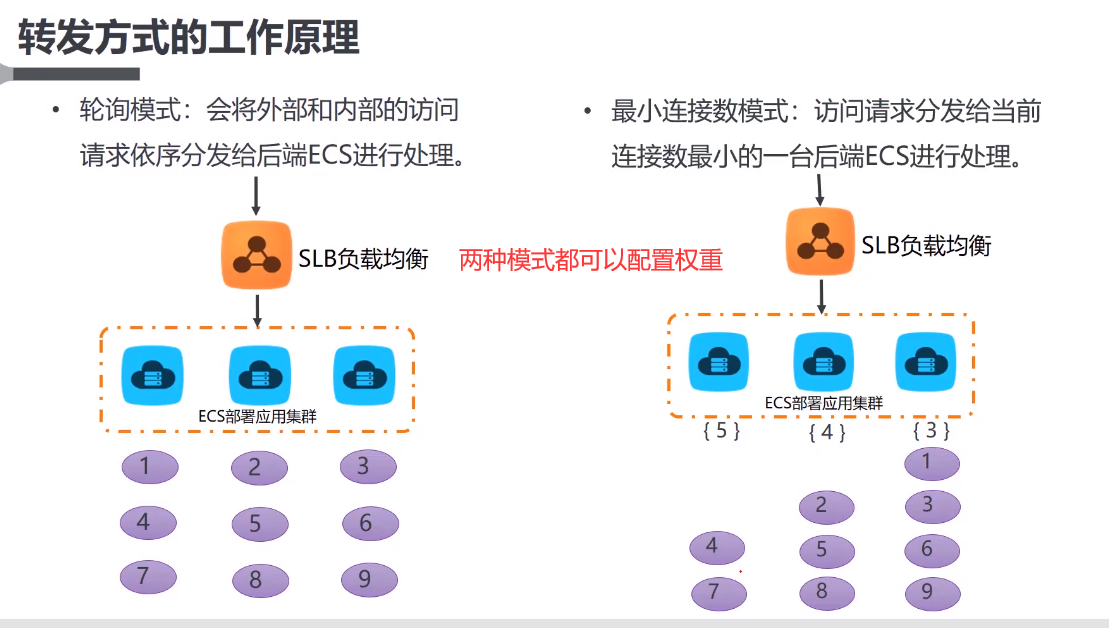 转发方式的工作原理
• 轮询模式：会将外部和内部的访问
请求依序分发给后端ECS进行处理。
SLB负载均衡
ECS部署应用集群
1 2 3
4 5 6
7 8 9
两种模式都可以配置权重
• 最小连接数模式：访问请求分发给当前
连接数最小的一台后端ECS进行处理。
SLB负载均衡
ECS部署应用集群
{ 5 } { 4 } { 3 }
1
2 3
4 5 6
7 8 9